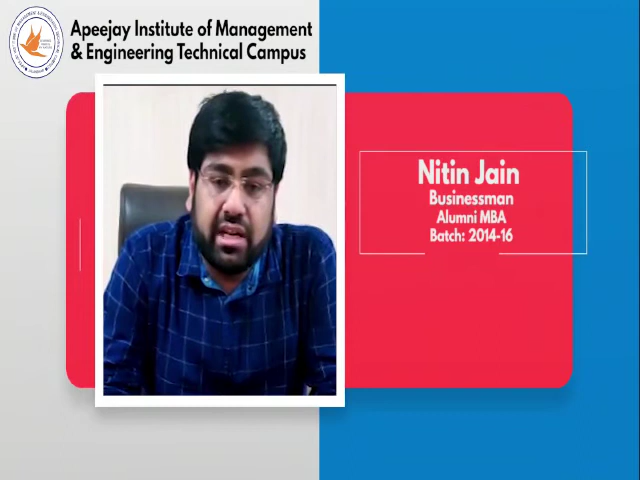 Apeejay Institute of Management
& Engineering Technical Campus
Nitin Jain
Businessman
Alumni MBA
Batch: 2014-16